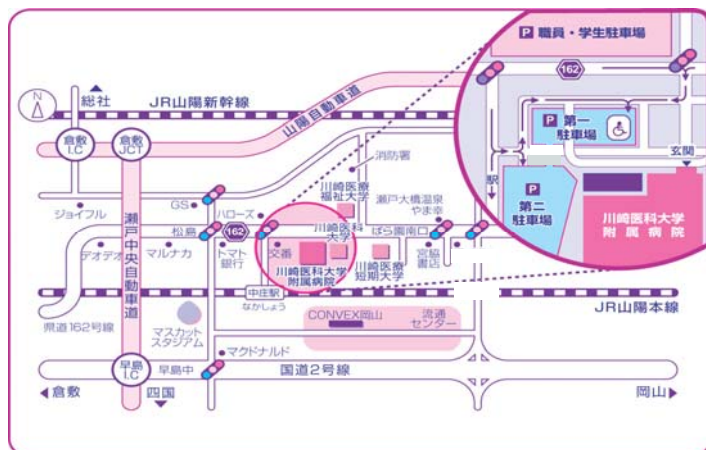 P 職員・学生駐車場
162
N
総社
JR山陽新幹線
山陽自動車道
P 第一
駐車場
倉敷
I.C
倉敷
JCT
消防署
玄関
駅
川崎医療
福祉大学
瀬戸大橋温泉
やま幸
P
第二
駐車場
川崎医科大学
附属病院
ジョイフル
GS
ハローズ
川崎医科
大学
ばら園南口
松島
162
瀬戸中央自動車道
デオデオ
マルナカ
トマト
銀行
交番
川崎医科大学
附属病院
川崎医療
短期大学
宮脇
書店
中庄駅
なかしょう
JR山陽本線
県道162号線
マスカット
スタジアム
CONVEX岡山
流通
センター
マクドナルド
早島
I.C
早島中
国道2号線
倉敷
四国
岡山